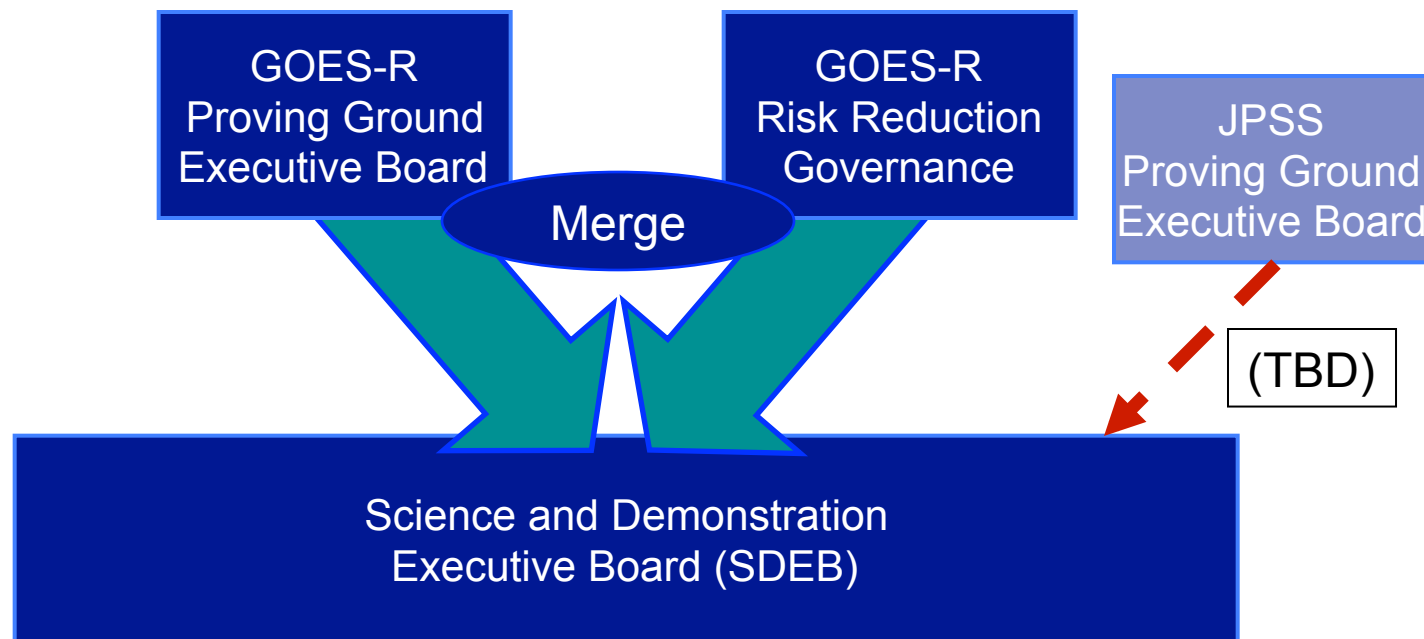 GOES-R
Proving Ground
Executive Board
GOES-R
Risk Reduction
Governance
JPSS
Proving Ground
Executive Board
Merge
(TBD)
Science and Demonstration
Executive Board (SDEB)